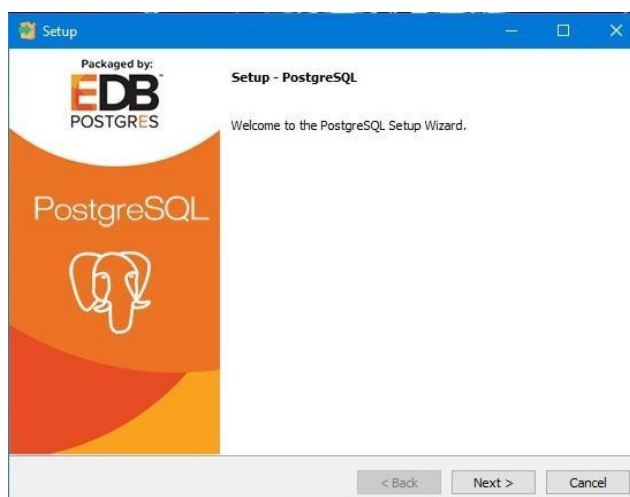 Setup
Packaged by:
EDB
POSTGRES
Setup - PostgreSQL
Welcome to the PostgreSQL Setup Wizard.
PostgreSQL
< Back
Next >
Cancel